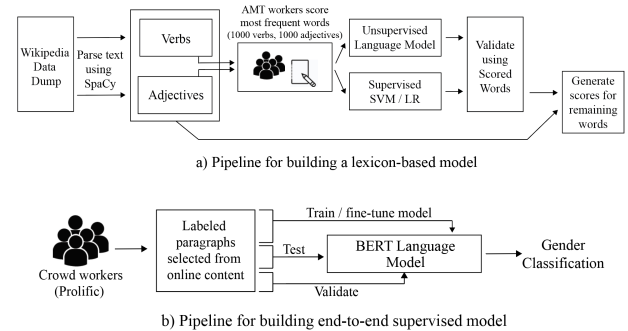 Wikipedia
Data
Dump
Parse text
using
SpaCy
Verbs
Adjectives
AMT workers score
most frequent words
(1000 verbs, 1000 adjectives)
Unsupervised
Language Model
Supervised
SVM / LR
Validate
using
Scored
Words
Generate
scores for
remaining
words
a) Pipeline for building a lexicon-based model
Crowd workers
(Prolific)
Labeled
paragraphs
selected from
online content
Train / fine-tune model
Test
Validate
BERT Language
Model
Gender
Classification
b) Pipeline for building end-to-end supervised model